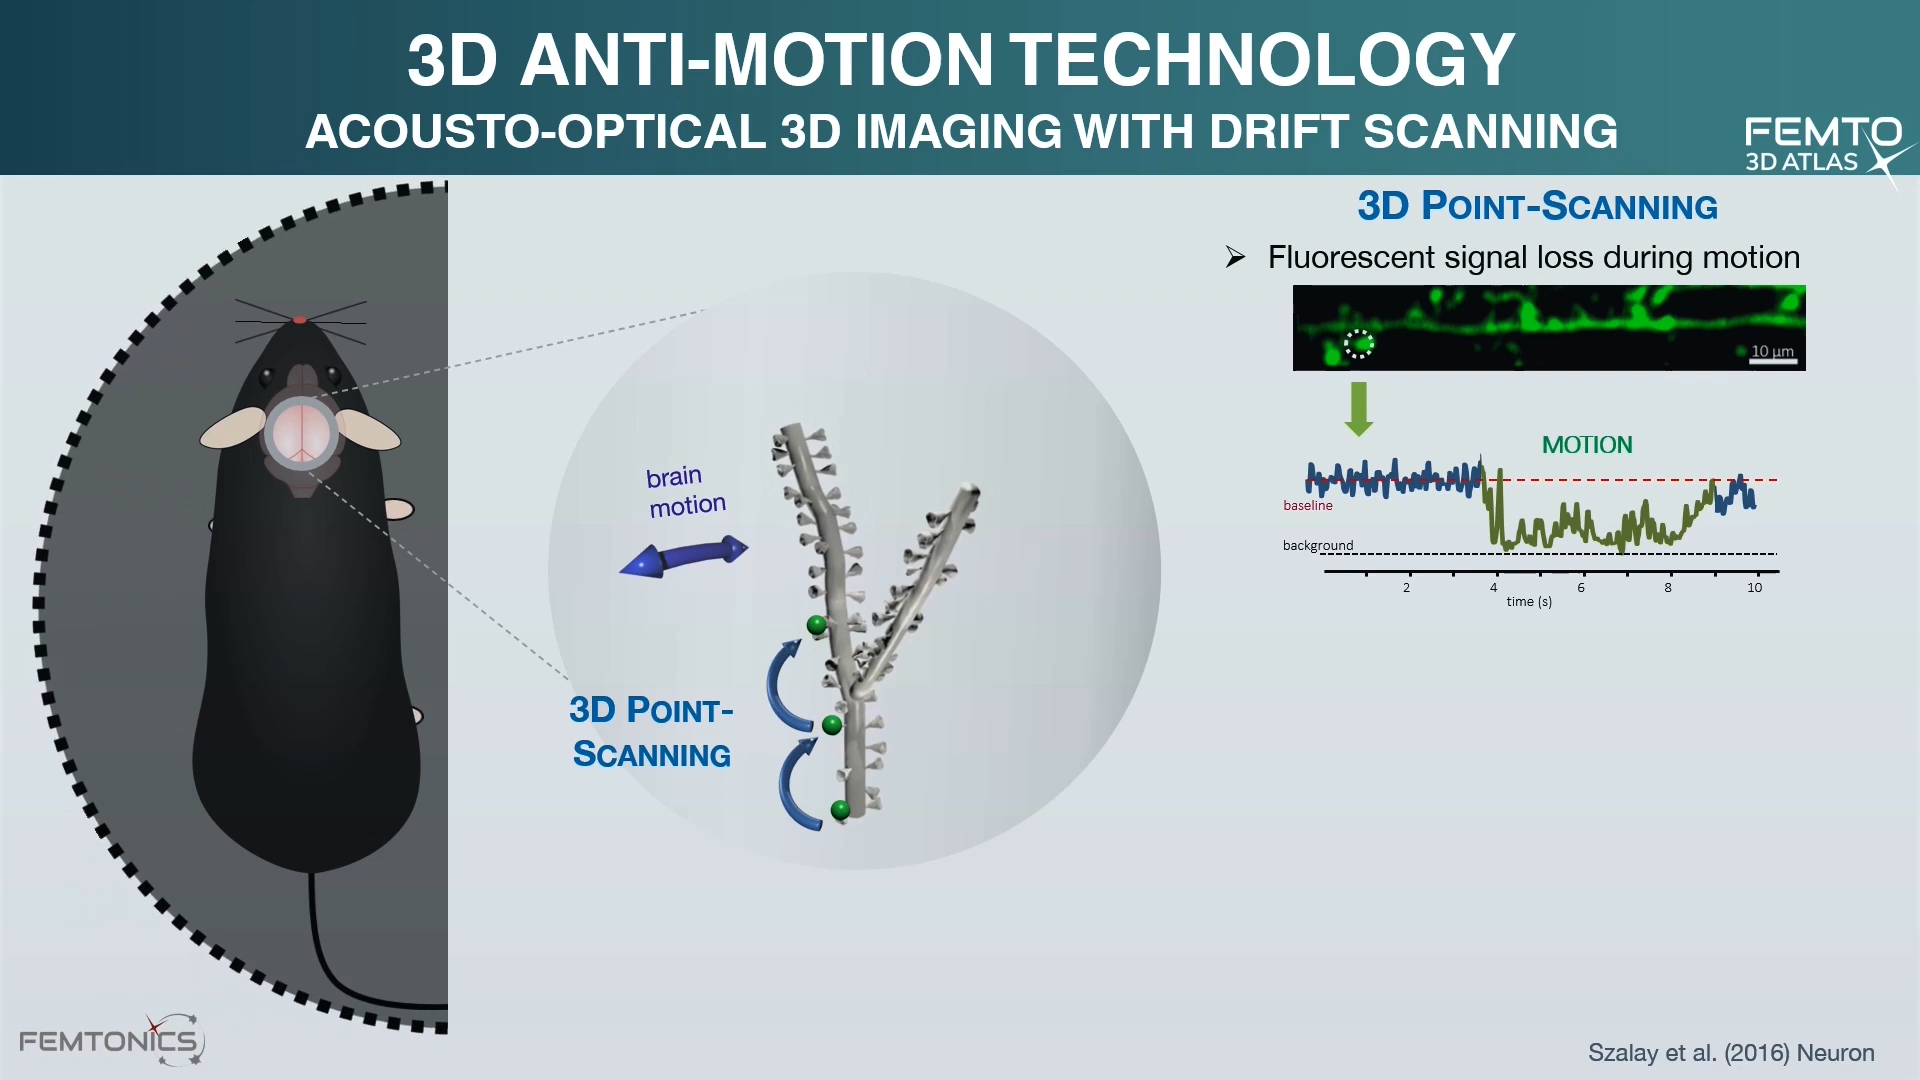 3D ANTI-MOTION TECHNOLOGY
ACOUSTO-OPTICAL 3D IMAGING WITH DRIFT SCANNING
FEMTO
3D ATLAS
3D POINT-SCANNING
➢ Fluorescent signal loss during motion
10 µm
MOTION
baseline
background
2 4 6 8 10
time (s)
brain
motion
3D POINT-
SCANNING
FEMTONICS
Szalay et al. (2016) Neuron